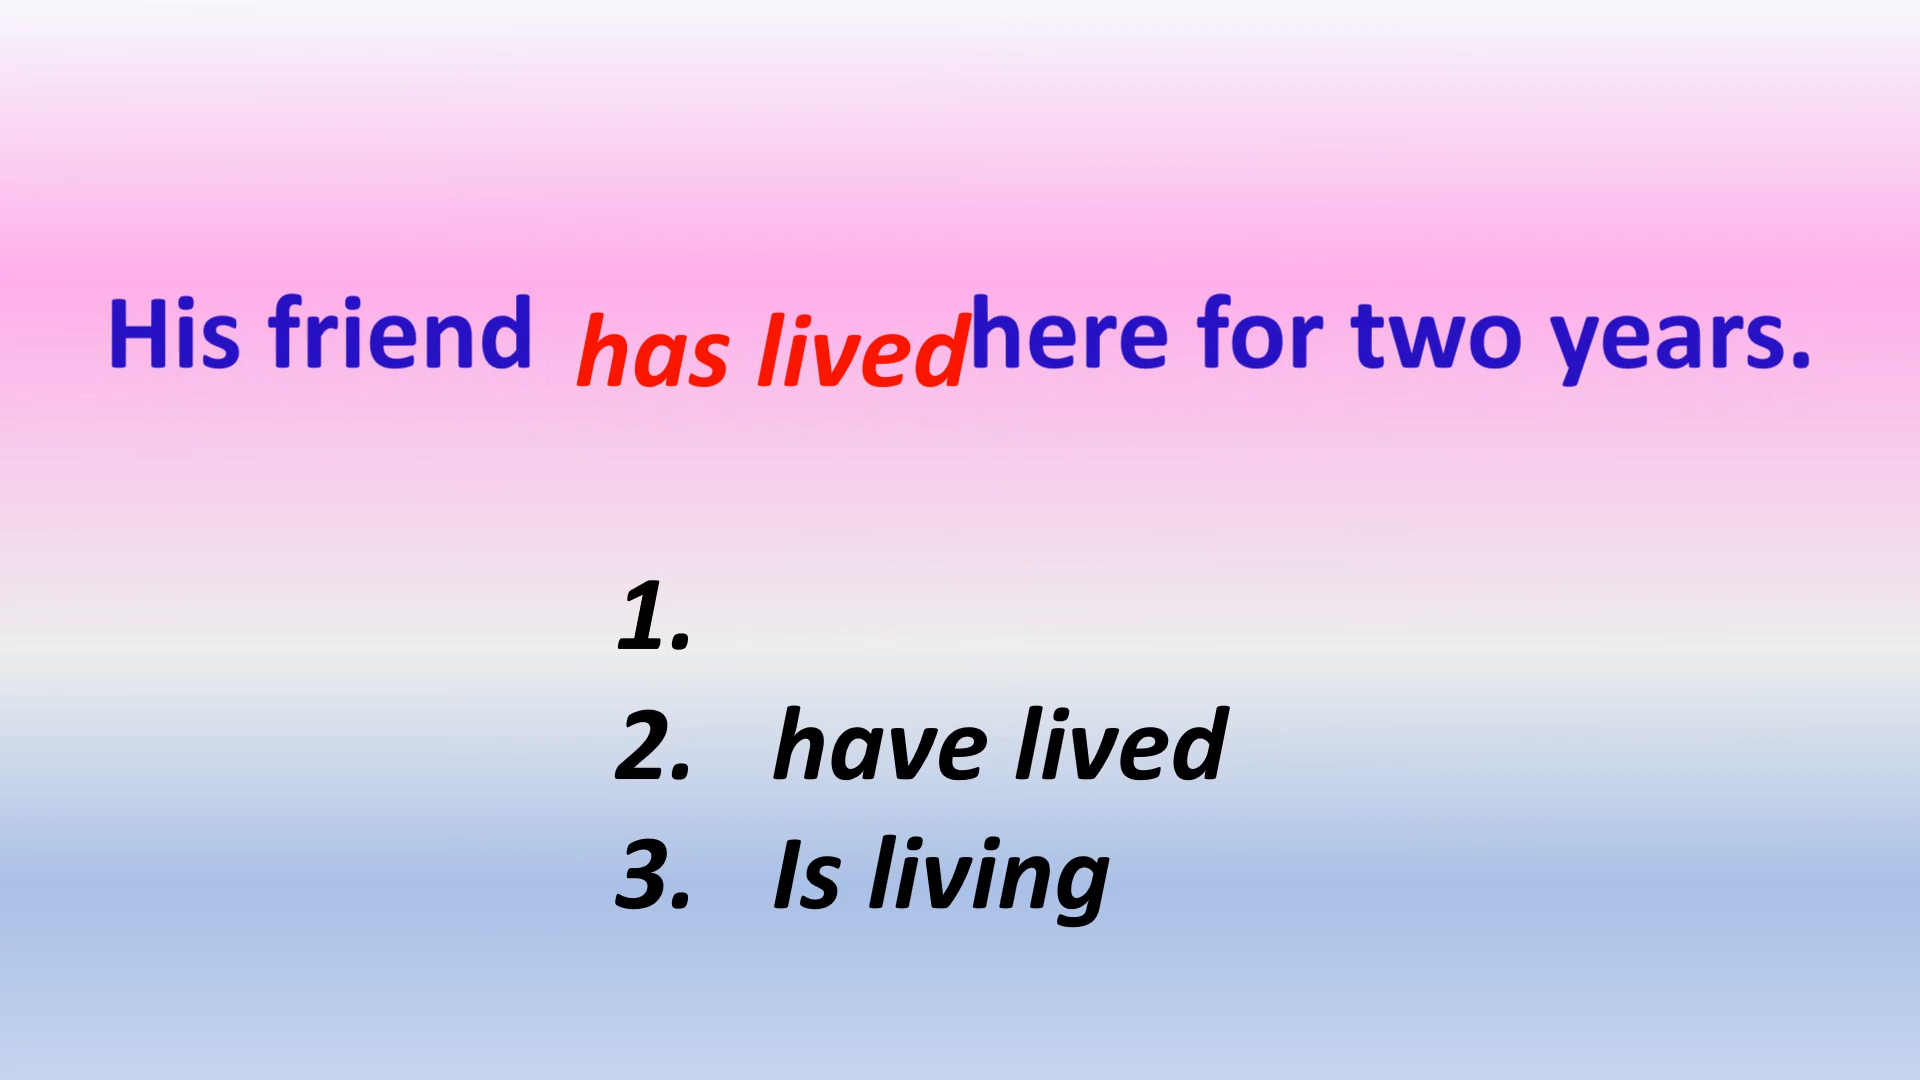 His friend has lived here for two years.
1.
2. have lived
3. Is living